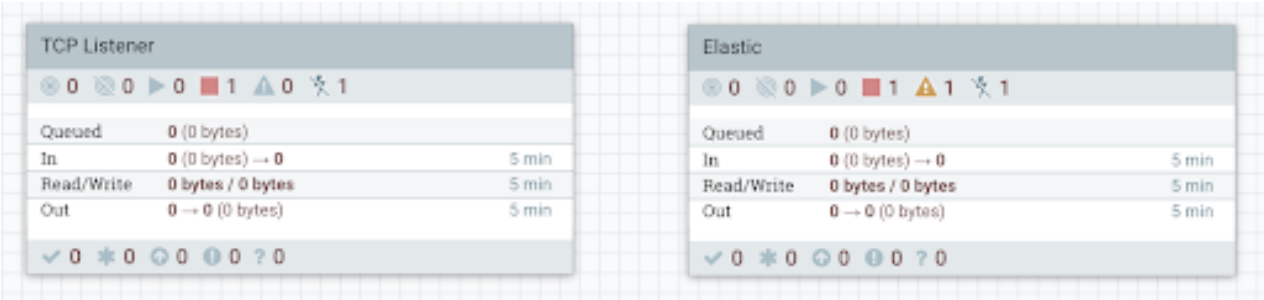 TCP Listener
0 0 0 1 0 1
Queued 0 (0 bytes)
In 0 (0 bytes) → 0 5 min
Read/Write 0 bytes / 0 bytes 5 min
Out 0 → 0 (0 bytes) 5 min
0 0 0 0 ? 0
Elastic
0 0 0 1 1 1
Queued 0 (0 bytes)
In 0 (0 bytes) → 0 5 min
Read/Write 0 bytes / 0 bytes 5 min
Out 0 → 0 (0 bytes) 5 min
0 0 0 0 ? 0